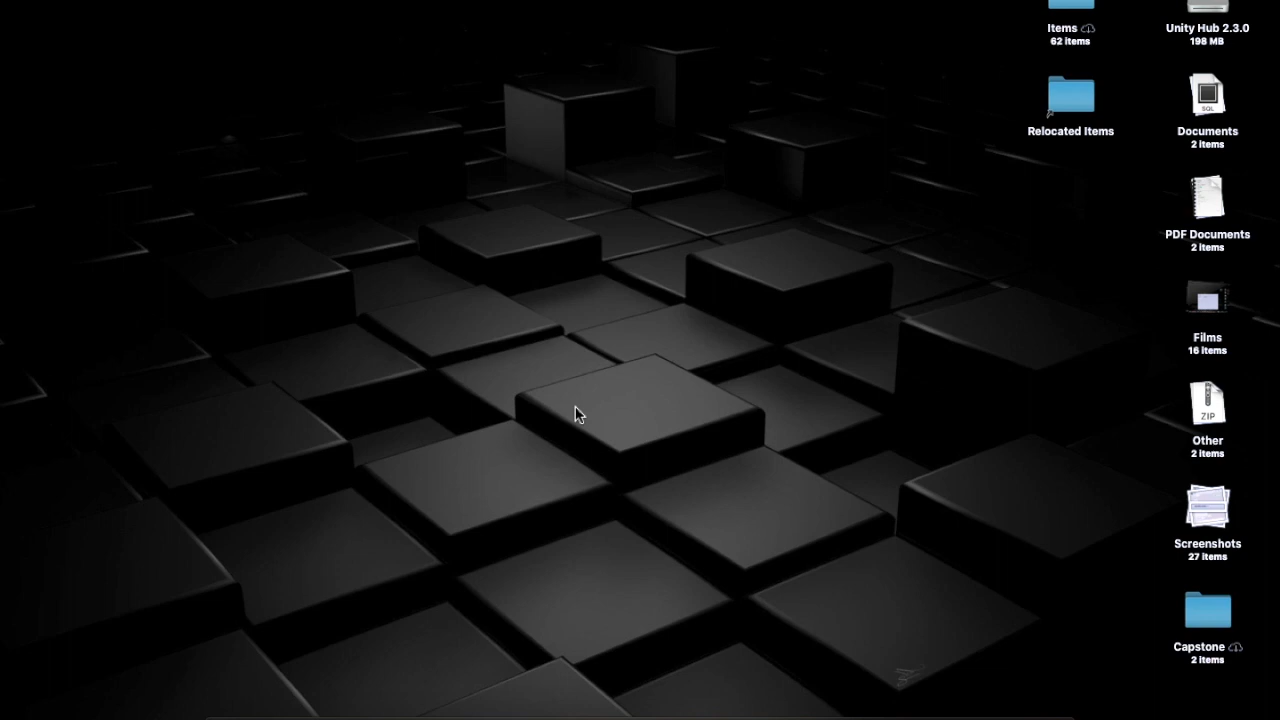 Items
62 items
Unity Hub 2.3.0
198 MB
Relocated Items
SQL
Documents
2 items
PDF Documents
2 items
Films
16 items
ZIP
Other
2 items
Screenshots
27 items
Capstone
2 items